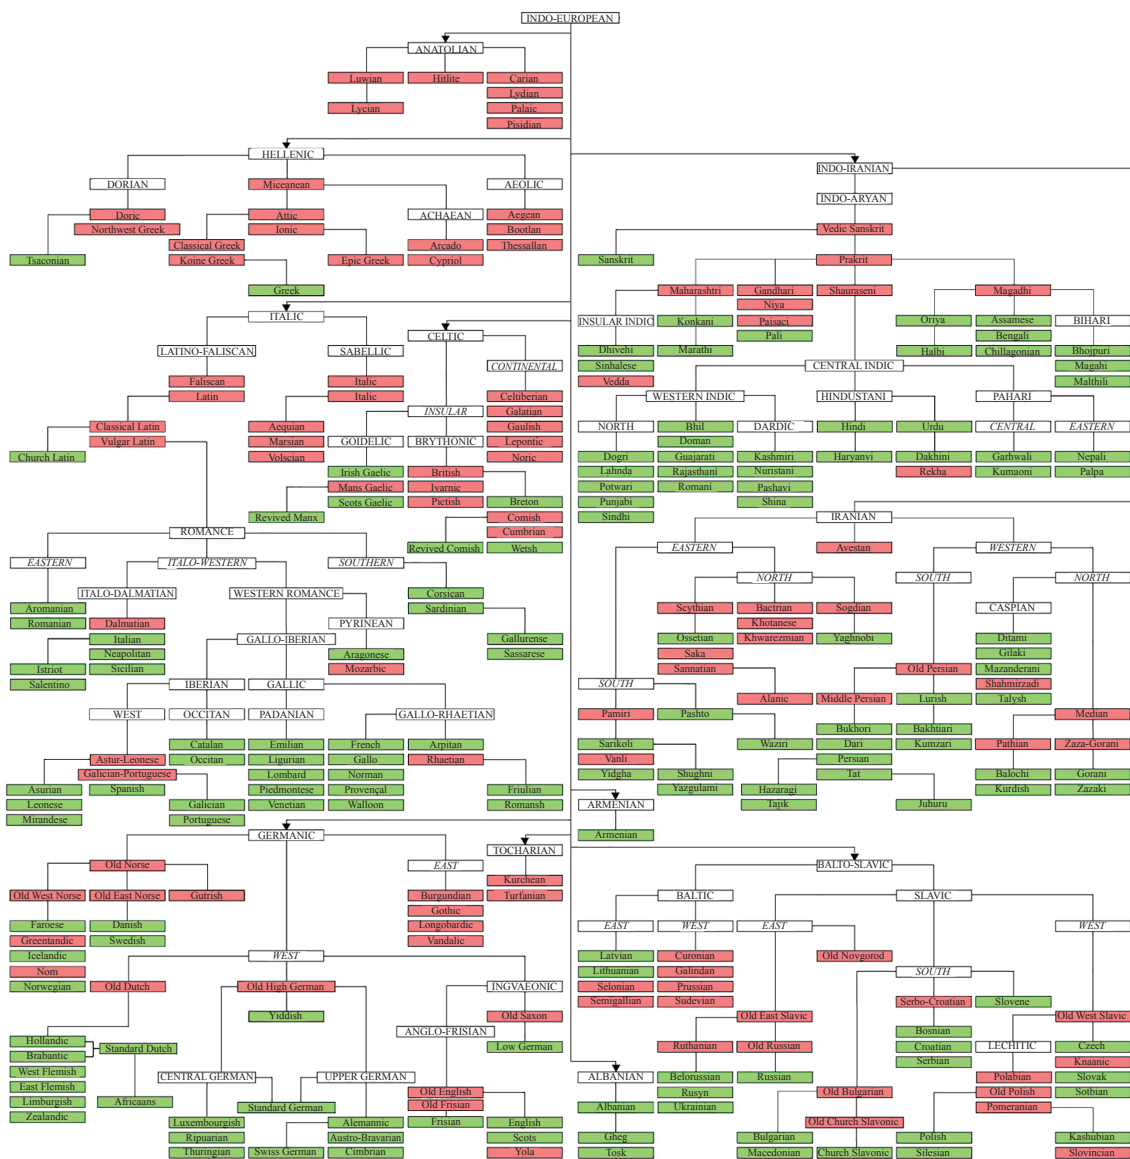 INDO-EUROPEAN
ANATOLIAN
Luwian
Hitlite
Carian
Lydian
Lycian
Palaic
Pisidian
HELLENIC
DORIAN
Miceanean
AEOLIC
Doric
Attic
ACHAEAN
Aegean
Northwest Greek
Ionic
Bootlan
Classical Greek
Arcado
Thessallan
Tsaconian
Koine Greek
Epic Greek
Cypriol
Greek
INDO-IRANIAN
INDO-ARYAN
Vedic Sanskrit
Sanskrit
Prakrit
Maharashtri
Gandhari
Shauraseni
Magadhi
Niya
INSULAR INDIC
Konkani
Paisaci
Oriya
Assamese
BIHARI
Pali
Bengali
Dhivehi
Marathi
Halbi
Chillagonian
Bhojpuri
Sinhalese
CENTRAL INDIC
Magahi
Vedda
Malthili
WESTERN INDIC
HINDUSTANI
PAHARI
NORTH
Bhil
DARDIC
Hindi
Urdu
CENTRAL
EASTERN
Doman
Dogri
Guajarati
Kashmiri
Haryanvi
Dakhini
Garhwali
Nepali
Lahnda
Rajasthani
Nuristani
Rekha
Kumaoni
Palpa
Potwari
Romani
Pashavi
Punjabi
Shina
Sindhi
ITALIC
CELTIC
LATINO-FALISCAN
SABELLIC
CONTINENTAL
Faliscan
Italic
Latin
Italic
Celtiberian
INSULAR
Galatian
Classical Latin
Aequian
Gaulish
Vulgar Latin
Marsian
GOIDELIC
BRYTHONIC
Lepontic
Church Latin
Volscian
Noric
Irish Gaelic
British
Mans Gaelic
Ivarnic
Scots Gaelic
Pictish
Breton
Revived Manx
Comish
Cumbrian
Revived Comish
Wetsh
ROMANCE
EASTERN
ITALO-WESTERN
SOUTHERN
ITALO-DALMATIAN
WESTERN ROMANCE
Corsican
Aromanian
Sardinian
Romanian
Dalmatian
PYRINEAN
Italian
GALLO-IBERIAN
Gallurense
Neapolitan
Aragonese
Sassarese
Istriot
Sicilian
Mozarbic
Salentino
IBERIAN
GALLIC
WEST
OCCITAN
PADANIAN
GALLO-RHAETIAN
Catalan
Emilian
French
Arpitan
Astur-Leonese
Occitan
Ligurian
Gallo
Rhaetian
Galician-Portuguese
Lombard
Norman
Asurian
Spanish
Piedmontese
Provençal
Friulian
Leonese
Galician
Venetian
Walloon
Romansh
Mirandese
Portuguese
IRANIAN
EASTERN
Avestan
WESTERN
NORTH
SOUTH
NORTH
Scythian
Bactrian
Sogdian
CASPIAN
Khotanese
Ossetian
Khwarezmian
Yaghnobi
Ditami
Saka
Gilaki
Sannatian
Old Persian
Mazanderani
SOUTH
Shahmirzadi
Alanic
Middle Persian
Lurish
Talysh
Pamiri
Pashto
Bukhori
Bakhtiari
Median
Sarikoli
Waziri
Dari
Kumzari
Pathian
Zaza-Gorani
Vanli
Persian
Yidgha
Shughni
Tat
Balochi
Gorani
Yazgulami
Hazaragi
Kurdish
Zazaki
Tajik
Juhuru
ARMENIAN
Armenian
GERMANIC
TOCHARIAN
Old Norse
EAST
Kurchean
Old West Norse
Old East Norse
Gutrish
Burgundian
Turfanian
Gothic
Faroese
Danish
Longobardic
Greentandic
Swedish
Vandalic
Icelandic
WEST
Nom
Norwegian
Old Dutch
Old High German
INGVAEONIC
Yiddish
Old Saxon
Hollandic
ANGLO-FRISIAN
Low German
Brabantic
Standard Dutch
West Flemish
CENTRAL GERMAN
UPPER GERMAN
East Flemish
Old English
Limburgish
Africaans
Standard German
Old Frisian
Zealandic
Luxembourgish
Alemannic
Frisian
English
Ripuarian
Austro-Bravarian
Scots
Thuringian
Swiss German
Cimbrian
Yola
BALTO-SLAVIC
BALTIC
SLAVIC
EAST
WEST
EAST
WEST
Latvian
Curonian
Old Novgorod
Lithuanian
Galindan
SOUTH
Selonian
Prussian
Semigallian
Sudevian
Serbo-Croatian
Slovene
Old East Slavic
Bosnian
Old West Slavic
Ruthanian
Old Russian
Croatian
LECHITIC
Czech
Serbian
Knaanic
ALBANIAN
Belorussian
Russian
Polabian
Slovak
Rusyn
Old Bulgarian
Old Polish
Sotbian
Albanian
Ukrainian
Pomeranian
Old Church Slavonic
Gheg
Bulgarian
Polish
Kashubian
Tosk
Macedonian
Church Slavonic
Silesian
Slovincian